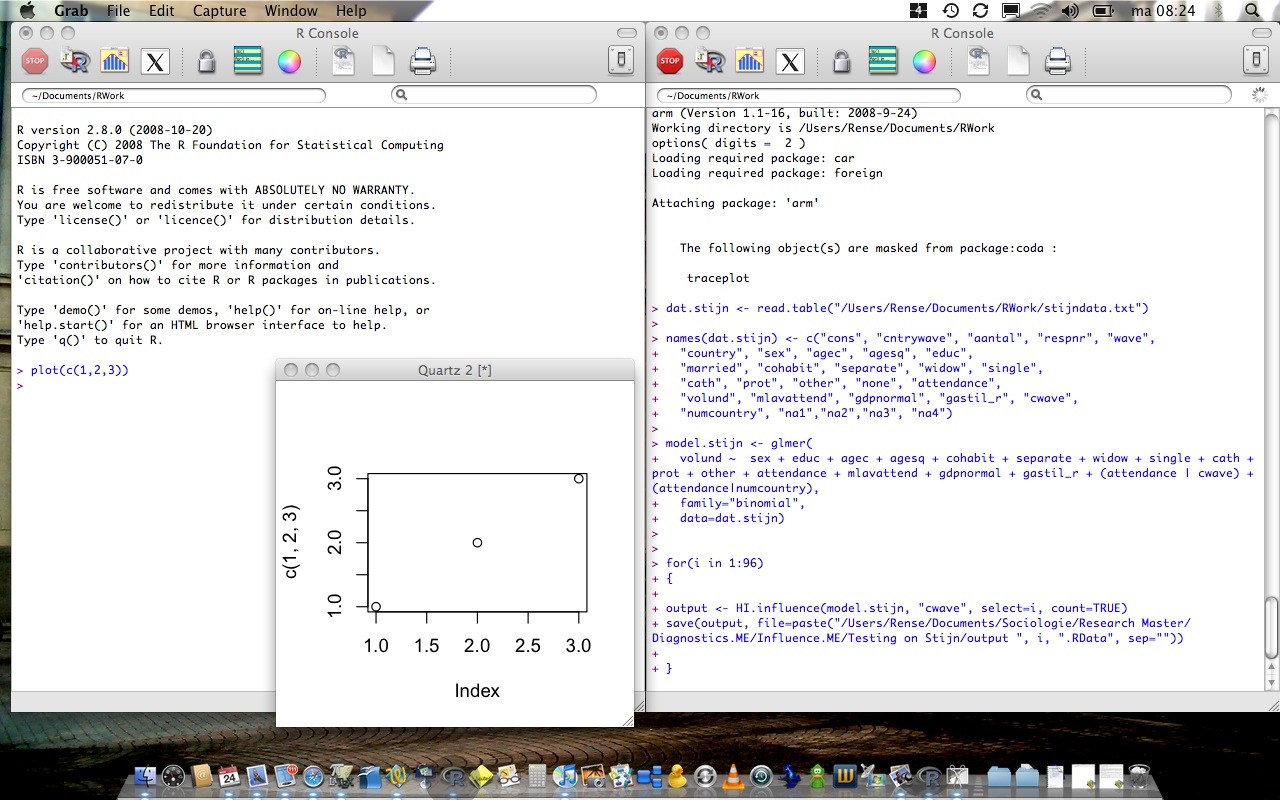 Grab File Edit Capture Window Help
4
ma 08:24
R Console
STOP
R
X
~/Documents/RWork
R version 2.8.0 (2008-10-20)
Copyright (C) 2008 The R Foundation for Statistical Computing
ISBN 3-900051-07-0
R is free software and comes with ABSOLUTELY NO WARRANTY.
You are welcome to redistribute it under certain conditions.
Type 'license()' or 'licence()' for distribution details.
R is a collaborative project with many contributors.
Type 'contributors()' for more information and
'citation()' on how to cite R or R packages in publications.
Type 'demo()' for some demos, 'help()' for on-line help, or
'help.start()' for an HTML browser interface to help.
Type 'q()' to quit R.
> plot(c(1,2,3))
>
Quartz 2 [*]
c(1, 2, 3)
3.0
2.0
1.0
1.0 1.5 2.0 2.5 3.0
Index
R Console
STOP
R
X
~/Documents/RWork
arm (Version 1.1-16, built: 2008-9-24)
Working directory is /Users/Rense/Documents/RWork
options( digits =  2 )
Loading required package: car
Loading required package: foreign
Attaching package: 'arm'
The following object(s) are masked from package:coda :
traceplot
> dat.stijn <- read.table("/Users/Rense/Documents/RWork/stijndata.txt")
>
> names(dat.stijn) <- c("cons", "cntrywave", "aantal", "respnr", "wave",
+   "country", "sex", "agec", "agesq", "educ",
+   "married", "cohabit", "separate", "widow", "single",
+   "cath", "prot", "other", "none", "attendance",
+   "volund", "mlavattend", "gdpnormal", "gastil_r", "cwave",
+   "numcountry", "na1","na2","na3", "na4")
>
> model.stijn <- glmer(
+   volund ~  sex + educ + agec + agesq + cohabit + separate + widow + single + cath +
prot + other + attendance + mlavattend + gdpnormal + gastil_r + (attendance | cwave) +
(attendance|numcountry),
+   family="binomial",
+   data=dat.stijn)
>
>
> for(i in 1:96)
+ {
+
+ output <- HI.influence(model.stijn, "cwave", select=i, count=TRUE)
+ save(output, file=paste("/Users/Rense/Documents/Sociologie/Research Master/
Diagnostics.ME/Influence.ME/Testing on Stijn/output ", i, ".RData", sep=""))
+
+ }
24
R
W
R